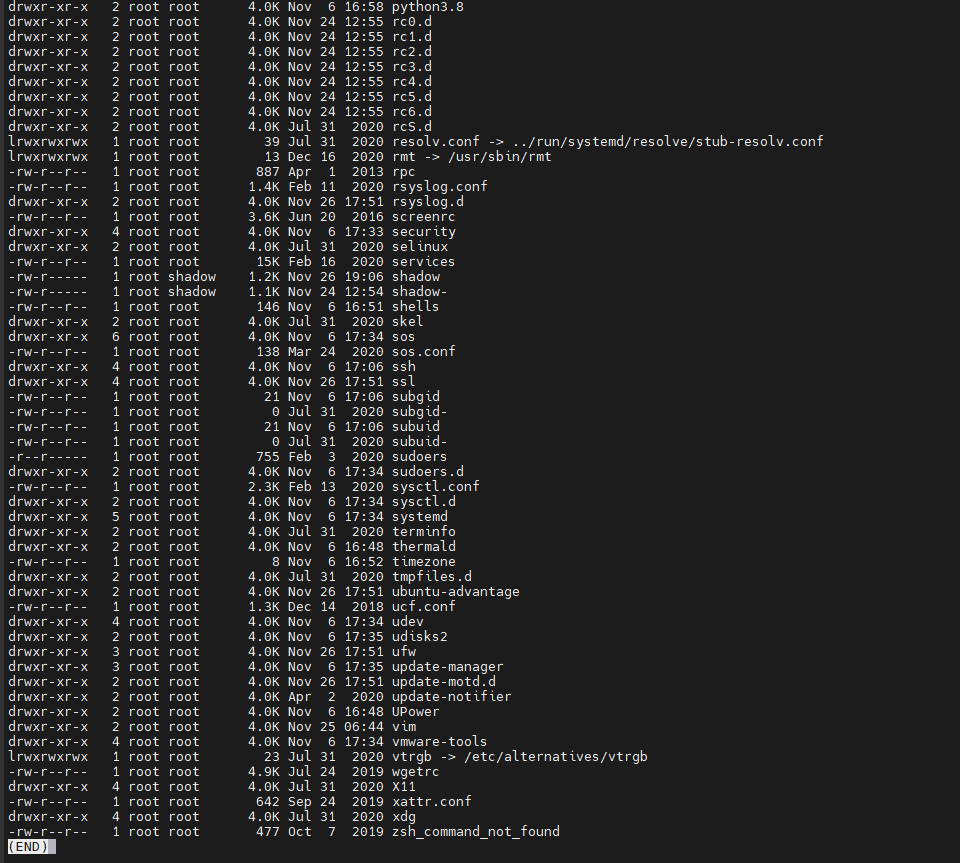 drwxr-xr-x   2 root root      4.0K Nov  6 16:58 python3.8
drwxr-xr-x   2 root root      4.0K Nov 24 12:55 rc0.d
drwxr-xr-x   2 root root      4.0K Nov 24 12:55 rc1.d
drwxr-xr-x   2 root root      4.0K Nov 24 12:55 rc2.d
drwxr-xr-x   2 root root      4.0K Nov 24 12:55 rc3.d
drwxr-xr-x   2 root root      4.0K Nov 24 12:55 rc4.d
drwxr-xr-x   2 root root      4.0K Nov 24 12:55 rc5.d
drwxr-xr-x   2 root root      4.0K Nov 24 12:55 rc6.d
drwxr-xr-x   2 root root      4.0K Jul 31  2020 rcS.d
lrwxrwxrwx   1 root root        39 Jul 31  2020 resolv.conf -> ../run/systemd/resolve/stub-resolv.conf
lrwxrwxrwx   1 root root        13 Dec 16  2020 rmt -> /usr/sbin/rmt
-rw-r--r--   1 root root       887 Apr  1  2013 rpc
-rw-r--r--   1 root root      1.4K Feb 11  2020 rsyslog.conf
drwxr-xr-x   2 root root      4.0K Nov 26 17:51 rsyslog.d
-rw-r--r--   1 root root      3.6K Jun 20  2016 screenrc
drwxr-xr-x   4 root root      4.0K Nov  6 17:33 security
drwxr-xr-x   2 root root      4.0K Jul 31  2020 selinux
-rw-r--r--   1 root root       15K Feb 16  2020 services
-rw-r-----   1 root shadow    1.2K Nov 26 19:06 shadow
-rw-r-----   1 root shadow    1.1K Nov 24 12:54 shadow-
-rw-r--r--   1 root root       146 Nov  6 16:51 shells
drwxr-xr-x   2 root root      4.0K Jul 31  2020 skel
drwxr-xr-x   6 root root      4.0K Nov  6 17:34 sos
-rw-r--r--   1 root root       138 Mar 24  2020 sos.conf
drwxr-xr-x   4 root root      4.0K Nov  6 17:06 ssh
drwxr-xr-x   4 root root      4.0K Nov 26 17:51 ssl
-rw-r--r--   1 root root        21 Nov  6 17:06 subgid
-rw-r--r--   1 root root         0 Jul 31  2020 subgid-
-rw-r--r--   1 root root        21 Nov  6 17:06 subuid
-rw-r--r--   1 root root         0 Jul 31  2020 subuid-
-r--r-----   1 root root       755 Feb  3  2020 sudoers
drwxr-xr-x   2 root root      4.0K Nov  6 17:34 sudoers.d
-rw-r--r--   1 root root      2.3K Feb 13  2020 sysctl.conf
drwxr-xr-x   2 root root      4.0K Nov  6 17:34 sysctl.d
drwxr-xr-x   5 root root      4.0K Nov  6 17:34 systemd
drwxr-xr-x   2 root root      4.0K Jul 31  2020 terminfo
drwxr-xr-x   2 root root      4.0K Nov  6 16:48 thermald
-rw-r--r--   1 root root         8 Nov  6 16:52 timezone
drwxr-xr-x   2 root root      4.0K Jul 31  2020 tmpfiles.d
drwxr-xr-x   2 root root      4.0K Nov 26 17:51 ubuntu-advantage
-rw-r--r--   1 root root      1.3K Dec 14  2018 ucf.conf
drwxr-xr-x   4 root root      4.0K Nov  6 17:34 udev
drwxr-xr-x   2 root root      4.0K Nov  6 17:35 udisks2
drwxr-xr-x   3 root root      4.0K Nov 26 17:51 ufw
drwxr-xr-x   3 root root      4.0K Nov  6 17:35 update-manager
drwxr-xr-x   2 root root      4.0K Nov 26 17:51 update-motd.d
drwxr-xr-x   2 root root      4.0K Apr  2  2020 update-notifier
drwxr-xr-x   2 root root      4.0K Nov  6 16:48 UPower
drwxr-xr-x   2 root root      4.0K Nov 25 06:44 vim
drwxr-xr-x   4 root root      4.0K Nov  6 17:34 vmware-tools
lrwxrwxrwx   1 root root        23 Jul 31  2020 vtrgb -> /etc/alternatives/vtrgb
-rw-r--r--   1 root root      4.9K Jul 24  2019 wgetrc
drwxr-xr-x   4 root root      4.0K Jul 31  2020 X11
-rw-r--r--   1 root root       642 Sep 24  2019 xattr.conf
drwxr-xr-x   4 root root      4.0K Jul 31  2020 xdg
-rw-r--r--   1 root root       477 Oct  7  2019 zsh_command_not_found
(END)